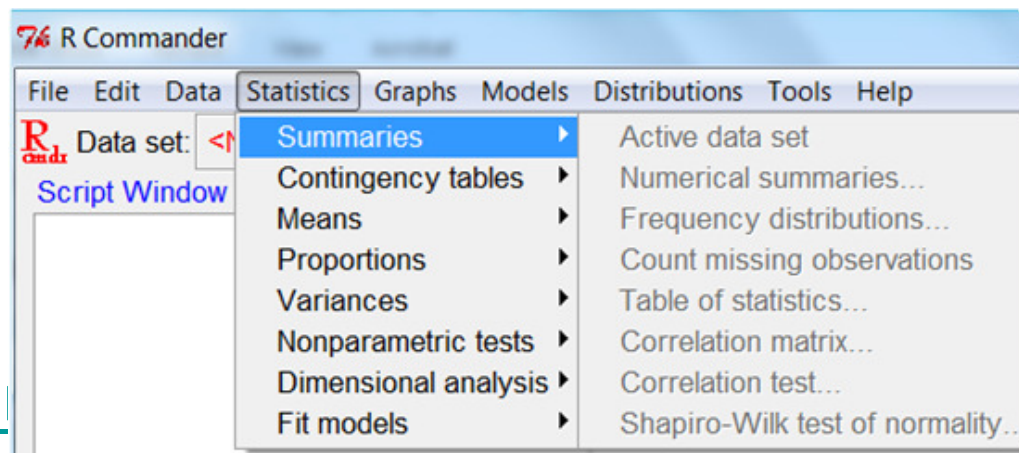 R Commander
File Edit Data Statistics Graphs Models Distributions Tools Help
R cmdr Data set:
Script Window
Summaries
Contingency tables
Means
Proportions
Variances
Nonparametric tests
Dimensional analysis
Fit models
Active data set
Numerical summaries...
Frequency distributions...
Count missing observations
Table of statistics...
Correlation matrix...
Correlation test...
Shapiro-Wilk test of normality..